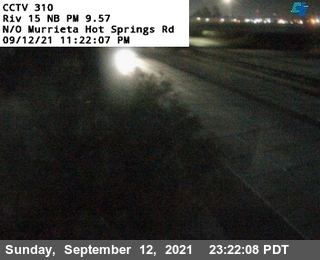 CCTV 310
Riv 15 NB PM 9.57
N/O Murrieta Hot Springs Rd
09/12/21 11:22:07 PM
Sunday, September 12, 2021 23:22:08 PDT